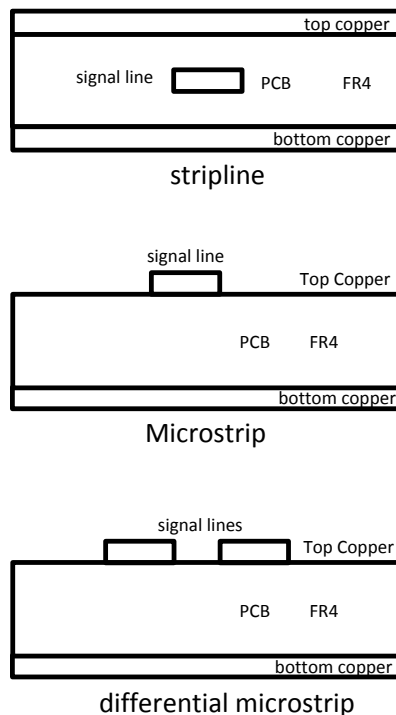 top copper
signal line
PCB FR4
bottom copper
stripline
signal line
Top Copper
PCB FR4
bottom copper
Microstrip
signal lines
Top Copper
PCB FR4
bottom copper
differential microstrip